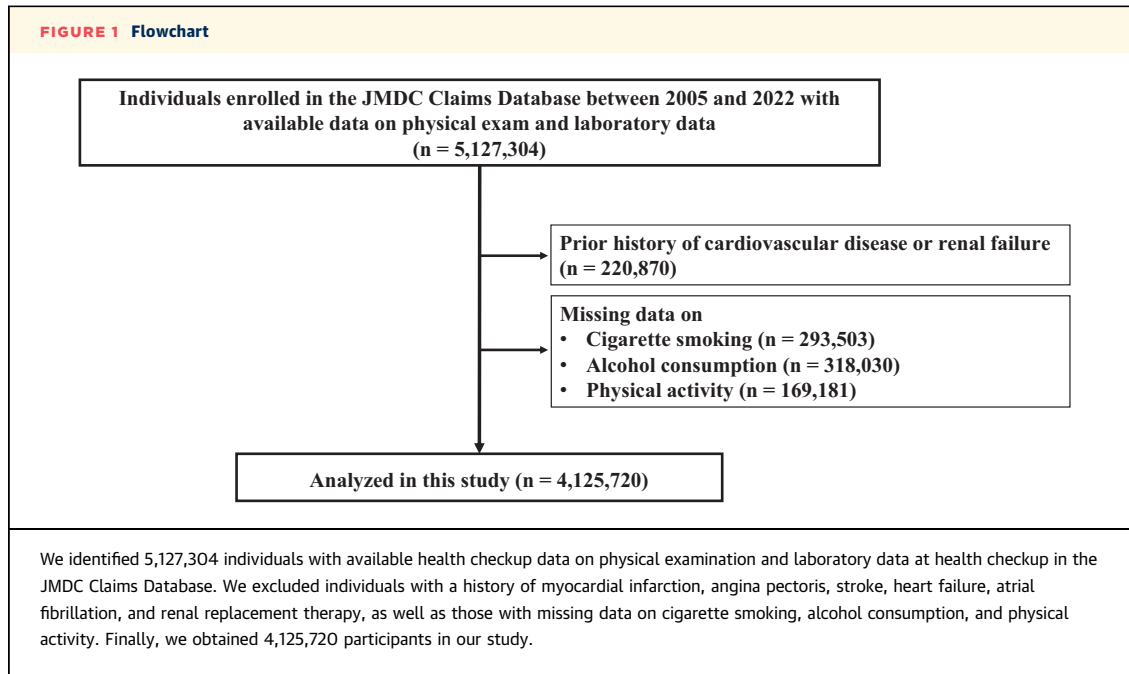 FIGURE 1 Flowchart
Individuals enrolled in the JMDC Claims Database between 2005 and 2022 with
available data on physical exam and laboratory data
(n = 5,127,304)
Prior history of cardiovascular disease or renal failure
(n = 220,870)
Missing data on
• Cigarette smoking (n = 293,503)
• Alcohol consumption (n = 318,030)
• Physical activity (n = 169,181)
Analyzed in this study (n = 4,125,720)
We identified 5,127,304 individuals with available health checkup data on physical examination and laboratory data at health checkup in the
JMDC Claims Database. We excluded individuals with a history of myocardial infarction, angina pectoris, stroke, heart failure, atrial
fibrillation, and renal replacement therapy, as well as those with missing data on cigarette smoking, alcohol consumption, and physical
activity. Finally, we obtained 4,125,720 participants in our study.